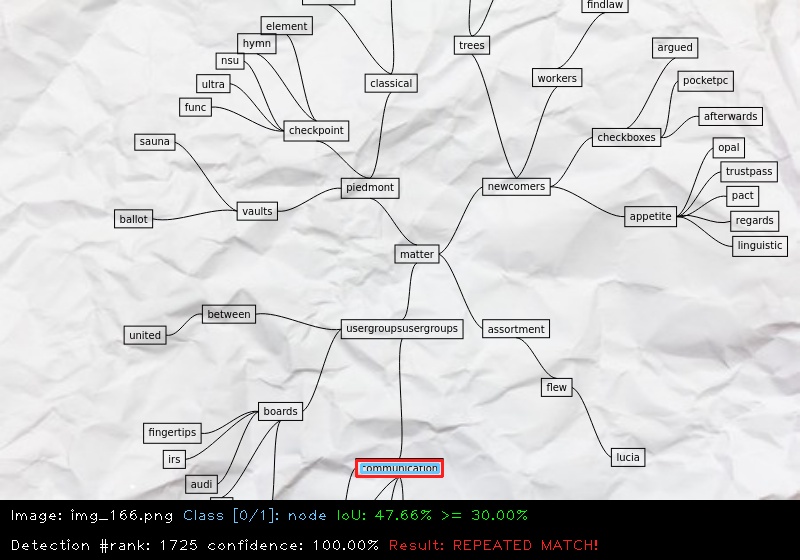 findlaw
element
trees
hymn
argued
nsu
workers
pocketpc
ultra
classical
func
afterwards
checkpoint
checkboxes
sauna
opal
trustpass
piedmont
newcomers
pact
vaults
appetite
ballot
regards
linguistic
matter
between
united
usergroupsusergroups
assortment
flew
boards
fingertips
irs
lucia
communication
audi
Image: img_166.png Class [0/1]: node IoU: 47.66% >= 30.00%
Detection #rank: 1725 confidence: 100.00% Result: REPEATED MATCH!